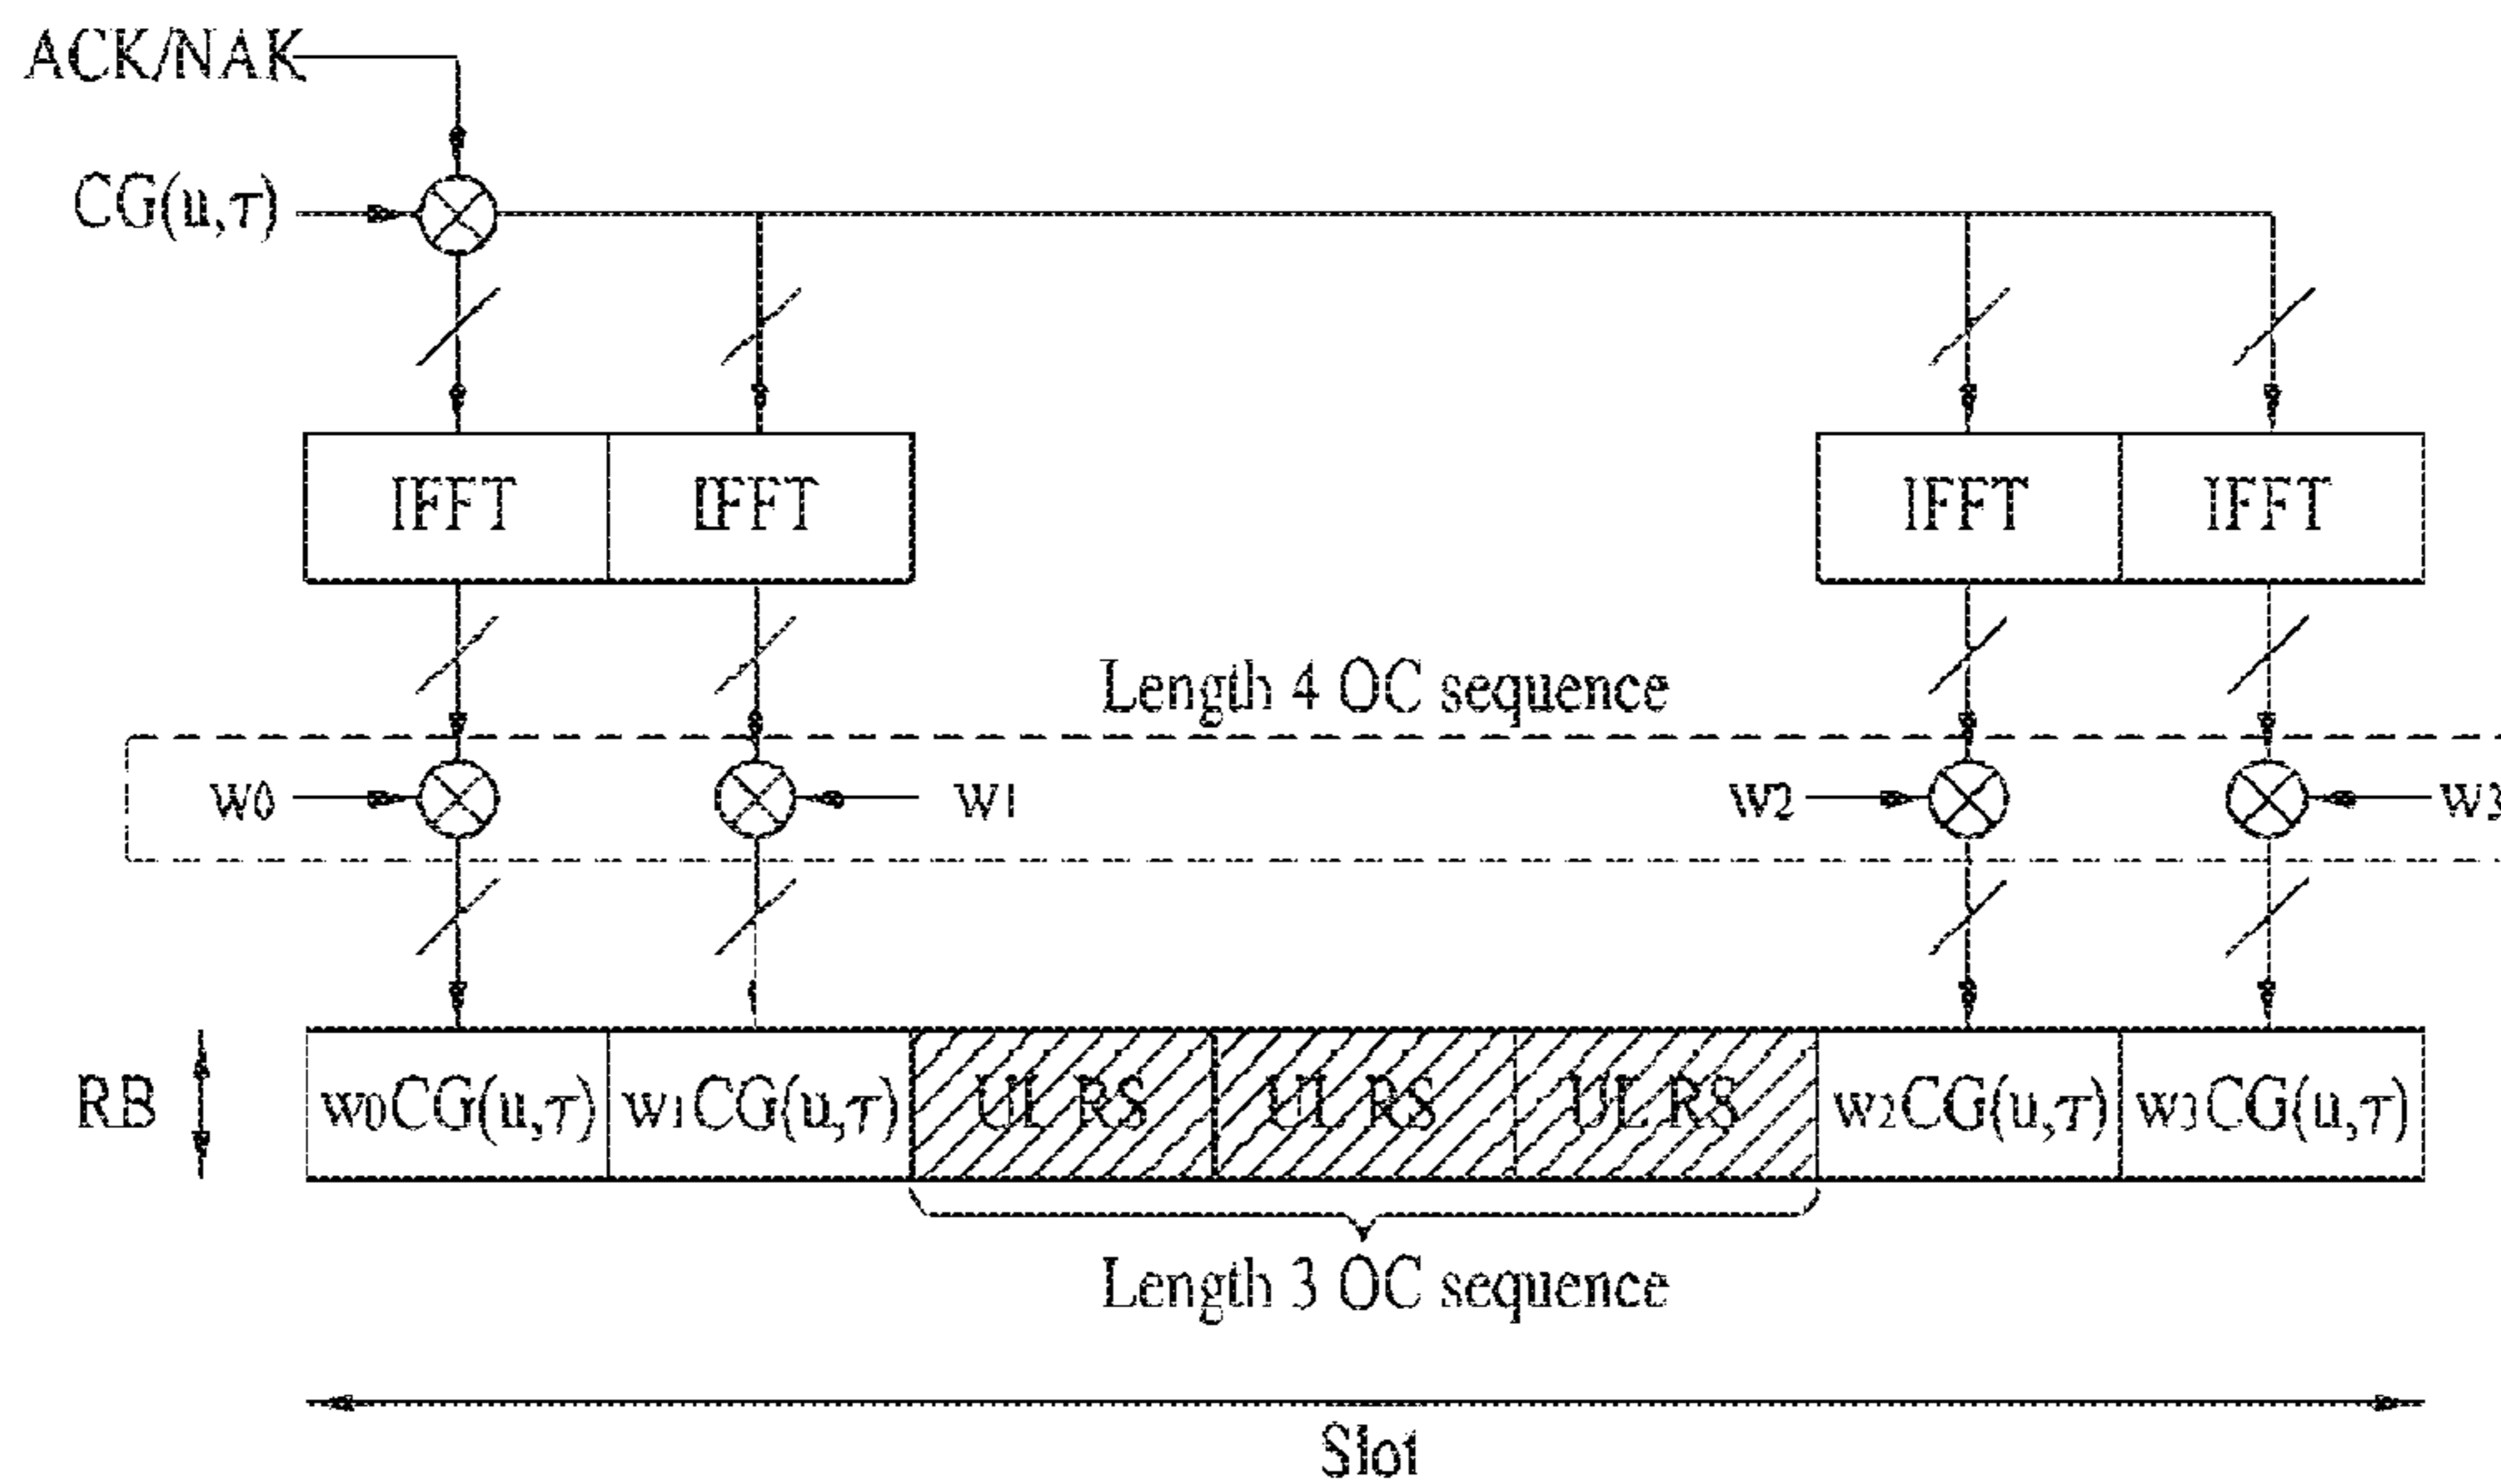 ACK/NAK
CG(u,τ)
IFFT IFFT IFFT IFFT
Length 4 OC sequence
w0 w1 w2 w3
RB w0CG(u,τ) w1CG(u,τ) UL RS UL RS UL RS w2CG(u,τ) w3CG(u,τ)
Length 3 OC sequence
Slot